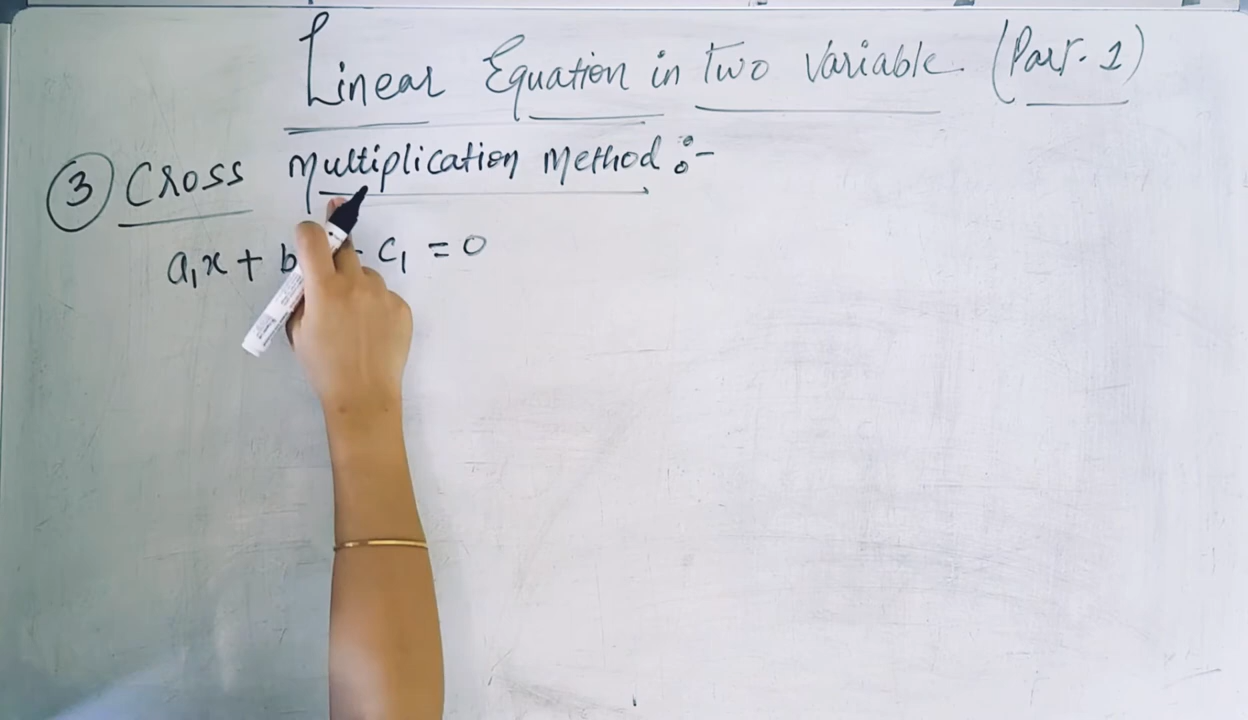 Linear Equation in Two Variable (Part. 1)
3 Cross Multiplication Method :-
a₁x + b c₁ = 0